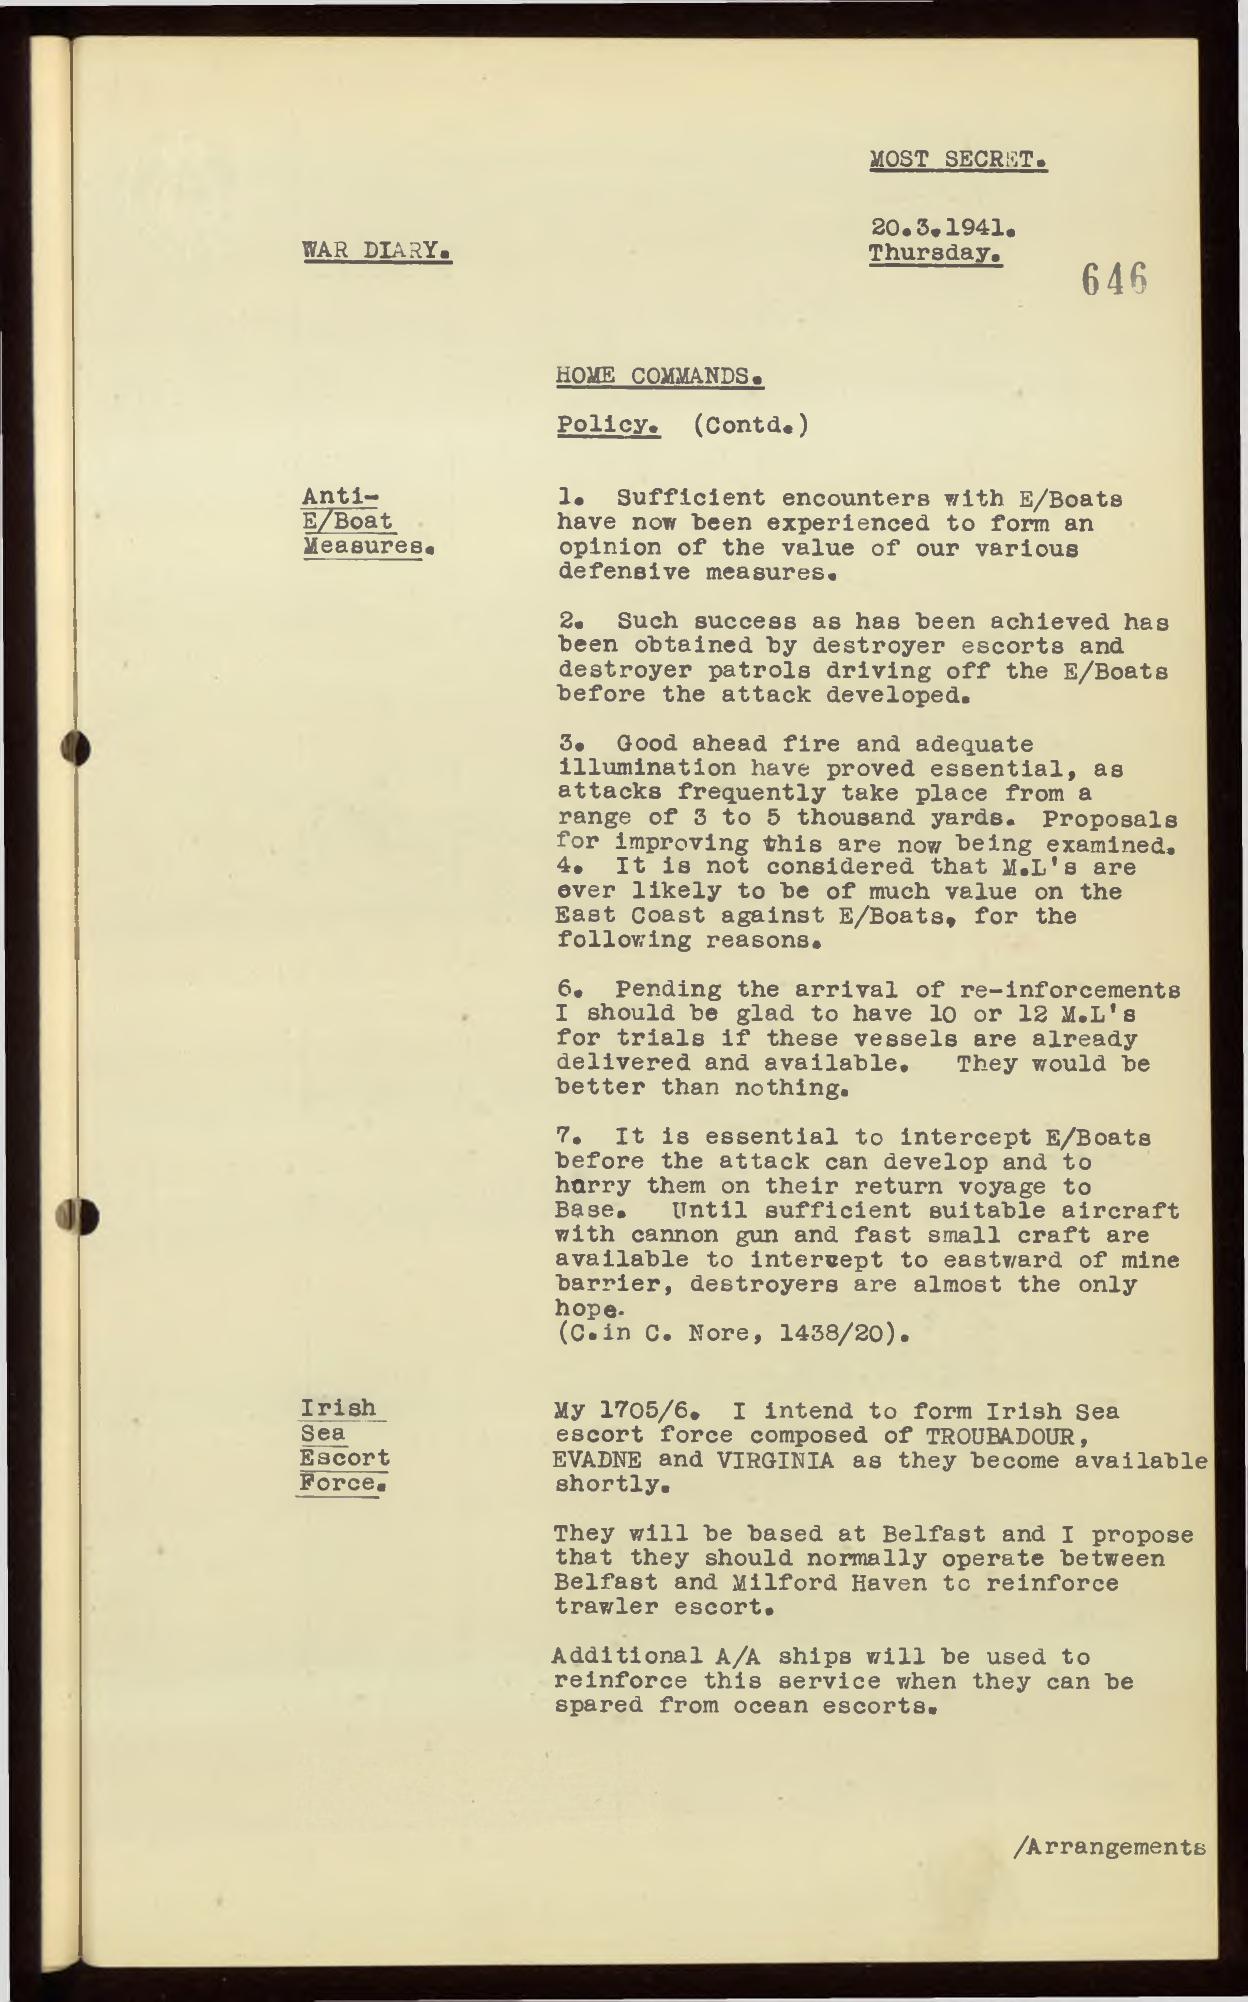 MOST SECRET.
20.3.1941.
WAR DIARY.
Thursday.
646
HOME COMMANDS.
Policy. (Contd.)
Anti-
E/Boat
Measures.
1. Sufficient encounters with E/Boats
have now been experienced to form an
opinion of the value of our various
defensive measures.
2. Such success as has been achieved has
been obtained by destroyer escorts and
destroyer patrols driving off the E/Boats
before the attack developed.
3. Good ahead fire and adequate
illumination have proved essential, as
attacks frequently take place from a
range of 3 to 5 thousand yards. Proposals
for improving this are now being examined.
4. It is not considered that M.L's are
ever likely to be of much value on the
East Coast against E/Boats, for the
following reasons.
6. Pending the arrival of re-inforcements
I should be glad to have 10 or 12 M.L's
for trials if these vessels are already
delivered and available. They would be
better than nothing.
7. It is essential to intercept E/Boats
before the attack can develop and to
harry them on their return voyage to
Base. Until sufficient suitable aircraft
with cannon gun and fast small craft are
available to intercept to eastward of mine
barrier, destroyers are almost the only
hope.
(C.in C. Nore, 1438/20).
Irish
Sea
Escort
Force.
My 1705/6. I intend to form Irish Sea
escort force composed of TROUBADOUR,
EVADNE and VIRGINIA as they become available
shortly.
They will be based at Belfast and I propose
that they should normally operate between
Belfast and Milford Haven to reinforce
trawler escort.
Additional A/A ships will be used to
reinforce this service when they can be
spared from ocean escorts.
/Arrangements